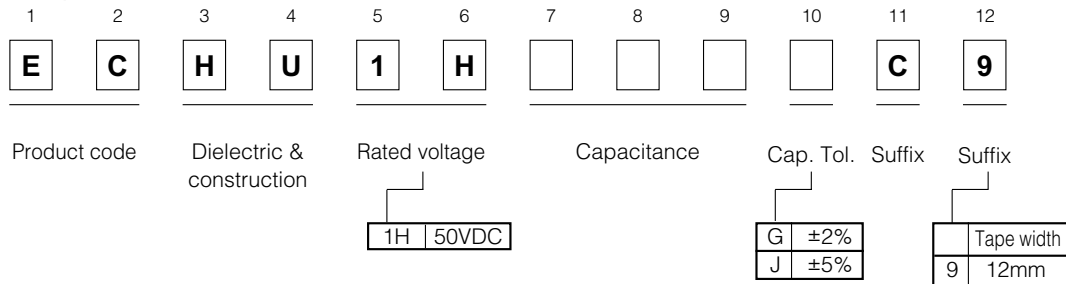 1 2 3 4 5 6 7 8 9 10 11 12
E C H U 1 H C 9
Product code Dielectric & Rated voltage Capacitance Cap. Tol. Suffix Suffix
construction
1H 50VDC G ±2% Tape width
J ±5% 9 12mm